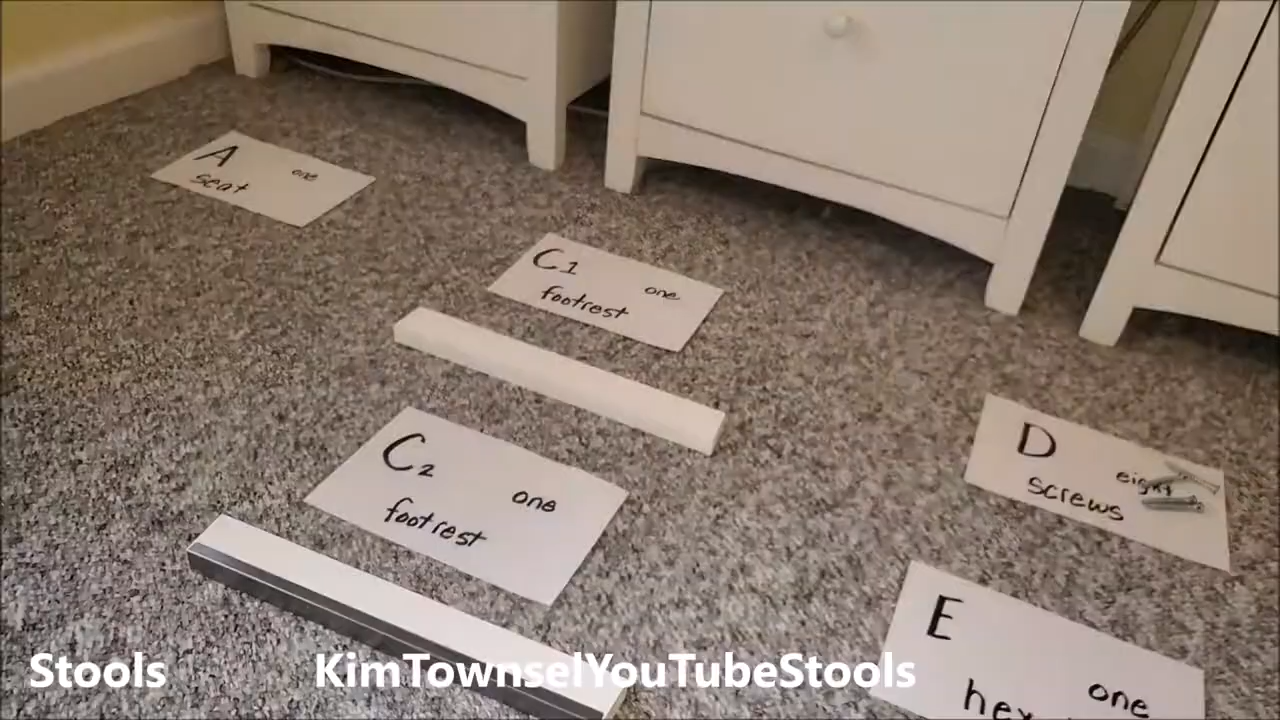 A one
seat
C1 one
footrest
C2 one
footrest
D eight
screws
E one
Stools KimTownselYouTubeStools